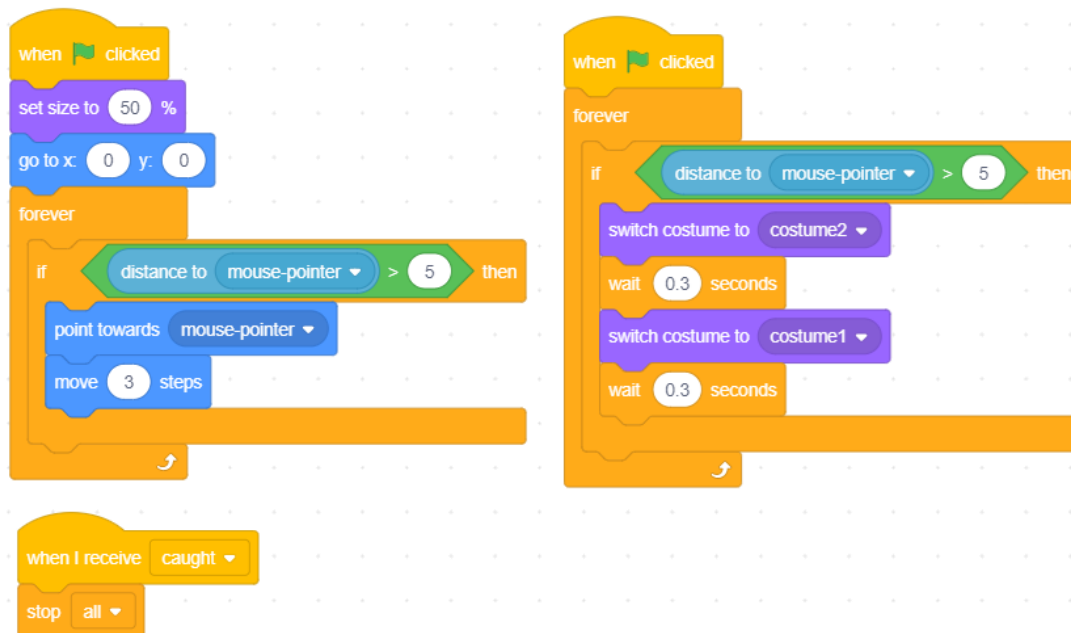 when clicked
set size to 50 %
go to x: 0 y: 0
forever
if distance to mouse-pointer > 5 then
point towards mouse-pointer
move 3 steps
when clicked
forever
if distance to mouse-pointer > 5 then
switch costume to costume2
wait 0.3 seconds
switch costume to costume1
wait 0.3 seconds
when I receive caught
stop all